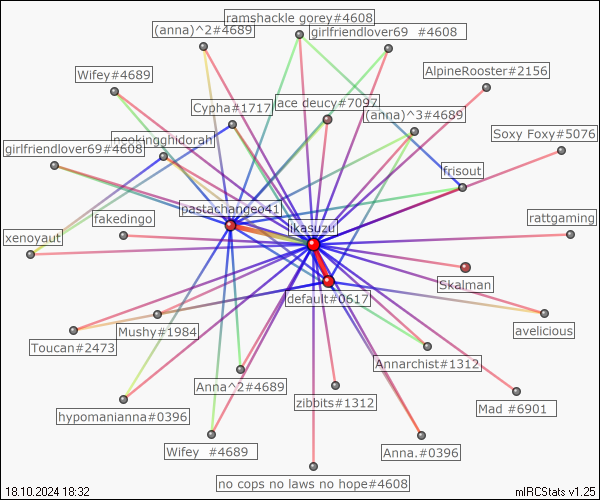 ramshackle gorey#4608
(anna)^2#4689
girlfriendlover69 #4608
Wifey#4689
AlpineRooster#2156
Cypha#1717
ace deucy#7097
(anna)^3#4689
Soxy Foxy#5076
neokingghidorah
girlfriendlover69#4608
frisout
pastachangeo41
fakedingo
rattgaming
ikasuzu
xenoyaut
Skalman
default#0617
Mushy#1984
avelicious
Toucan#2473
Annarchist#1312
Anna^2#4689
zibbits#1312
Mad #6901
hypomanianna#0396
Wifey #4689
Anna.#0396
no cops no laws no hope#4608
18.10.2024 18:32
mIRCStats v1.25